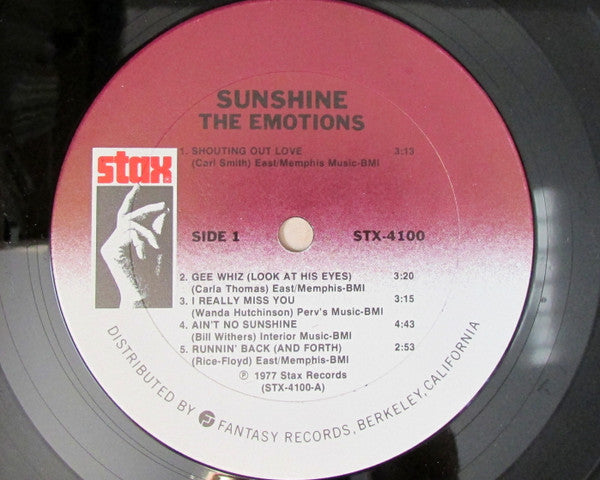 SUNSHINE
THE EMOTIONS
1. SHOUTING OUT LOVE 3:13
(Carl Smith) East/Memphis Music-BMI
stax
SIDE 1 STX-4100
2. GEE WHIZ (LOOK AT HIS EYES) 3:20
(Carla Thomas) East/Memphis-BMI
3. I REALLY MISS YOU 3:15
(Wanda Hutchinson) Perv's Music-BMI
4. AIN'T NO SUNSHINE 4:43
(Bill Withers) Interior Music-BMI
5. RUNNIN' BACK (AND FORTH) 2:53
(Rice-Floyd) East/Memphis-BMI
℗ 1977 Stax Records
(STX-4100-A)
DISTRIBUTED BY FANTASY RECORDS, BERKELEY, CALIFORNIA